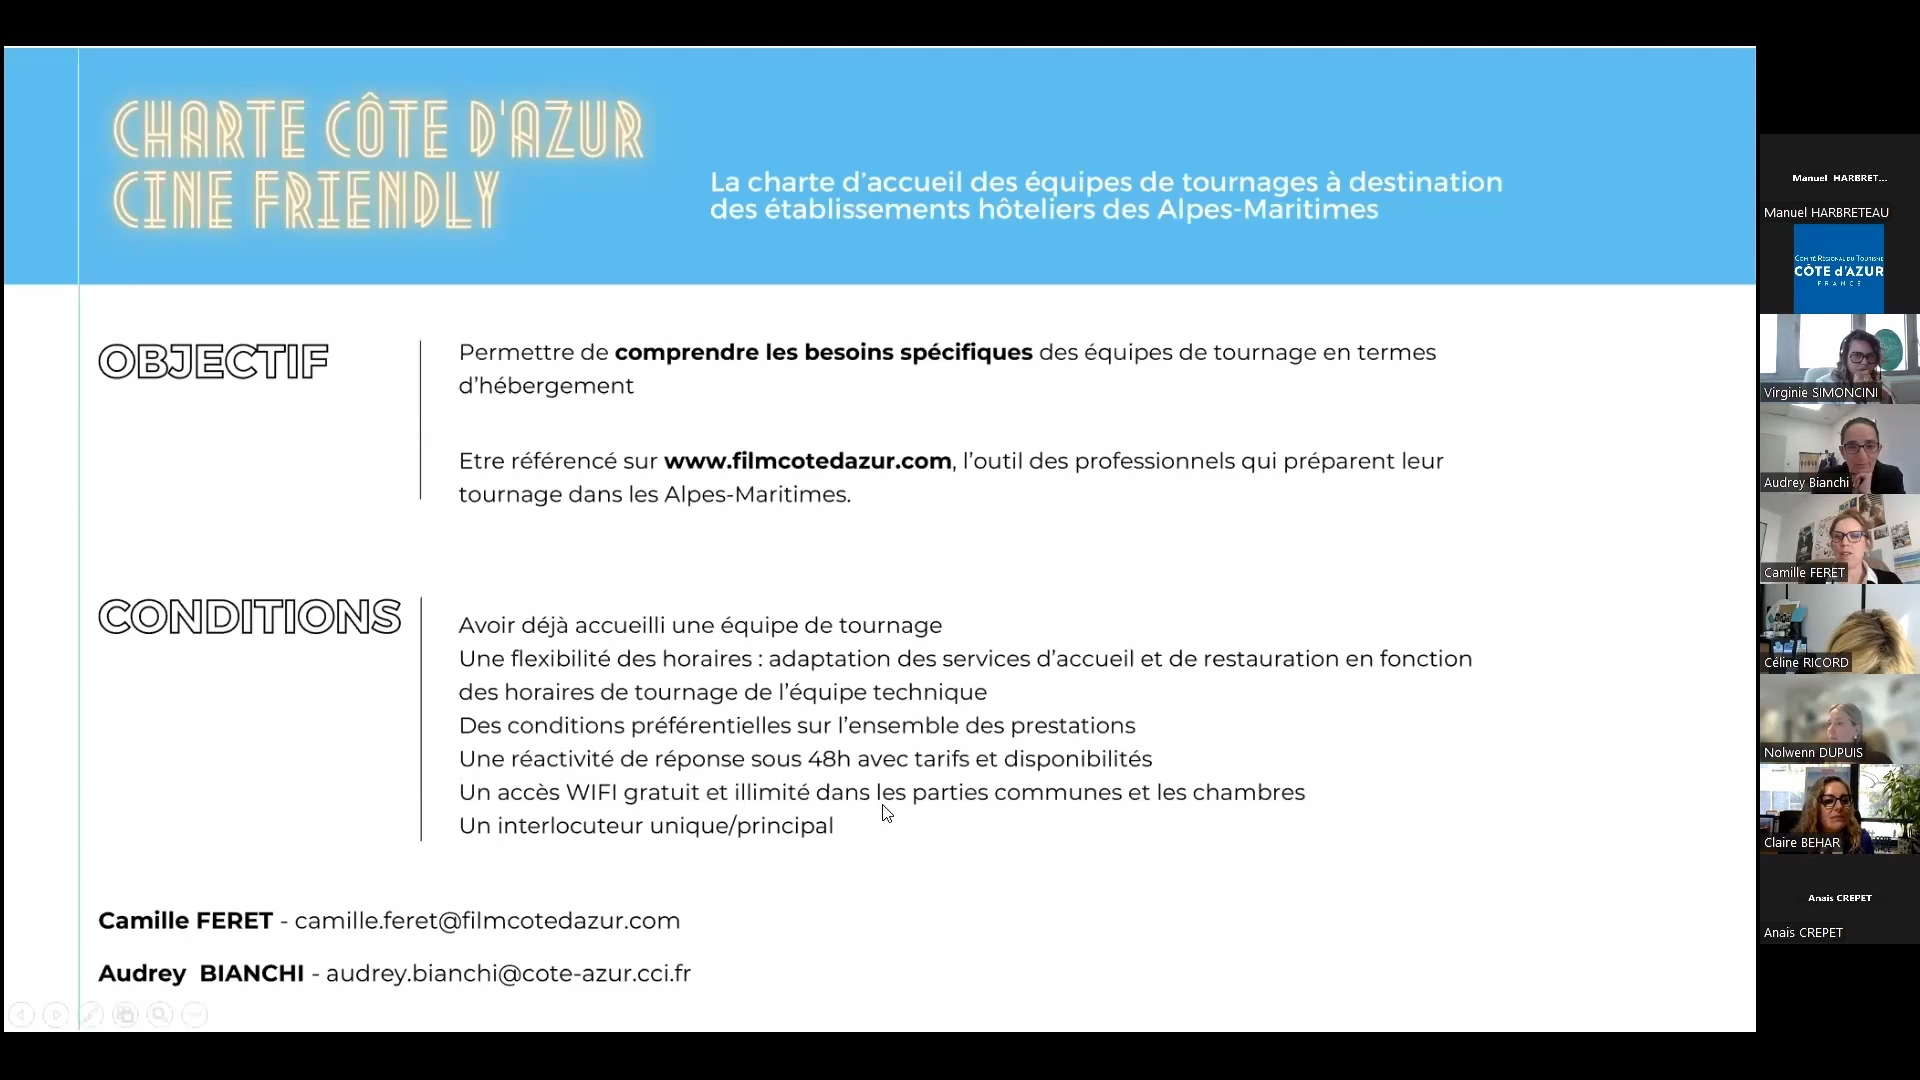 CHARTE CÔTE D'AZUR
CINE FRIENDLY
La charte d’accueil des équipes de tournages à destination
des établissements hôteliers des Alpes-Maritimes
OBJECTIF
Permettre de comprendre les besoins spécifiques des équipes de tournage en termes
d’hébergement
Etre référencé sur www.filmcotedazur.com, l’outil des professionnels qui préparent leur
tournage dans les Alpes-Maritimes.
CONDITIONS
Avoir déjà accueilli une équipe de tournage
Une flexibilité des horaires : adaptation des services d’accueil et de restauration en fonction
des horaires de tournage de l’équipe technique
Des conditions préférentielles sur l’ensemble des prestations
Une réactivité de réponse sous 48h avec tarifs et disponibilités
Un accès WIFI gratuit et illimité dans les parties communes et les chambres
Un interlocuteur unique/principal
Camille FERET - camille.feret@filmcotedazur.com
Audrey BIANCHI - audrey.bianchi@cote-azur.cci.fr
Manuel HARBRET...
Manuel HARBRETEAU
COMITÉ RÉGIONAL DU TOURISME
CÔTE d'AZUR
FRANCE
Virginie SIMONCINI
Audrey Bianchi
Camille FERET
Céline RICORD
Nolwenn DUPUIS
Claire BEHAR
Anais CREPET
Anais CREPET